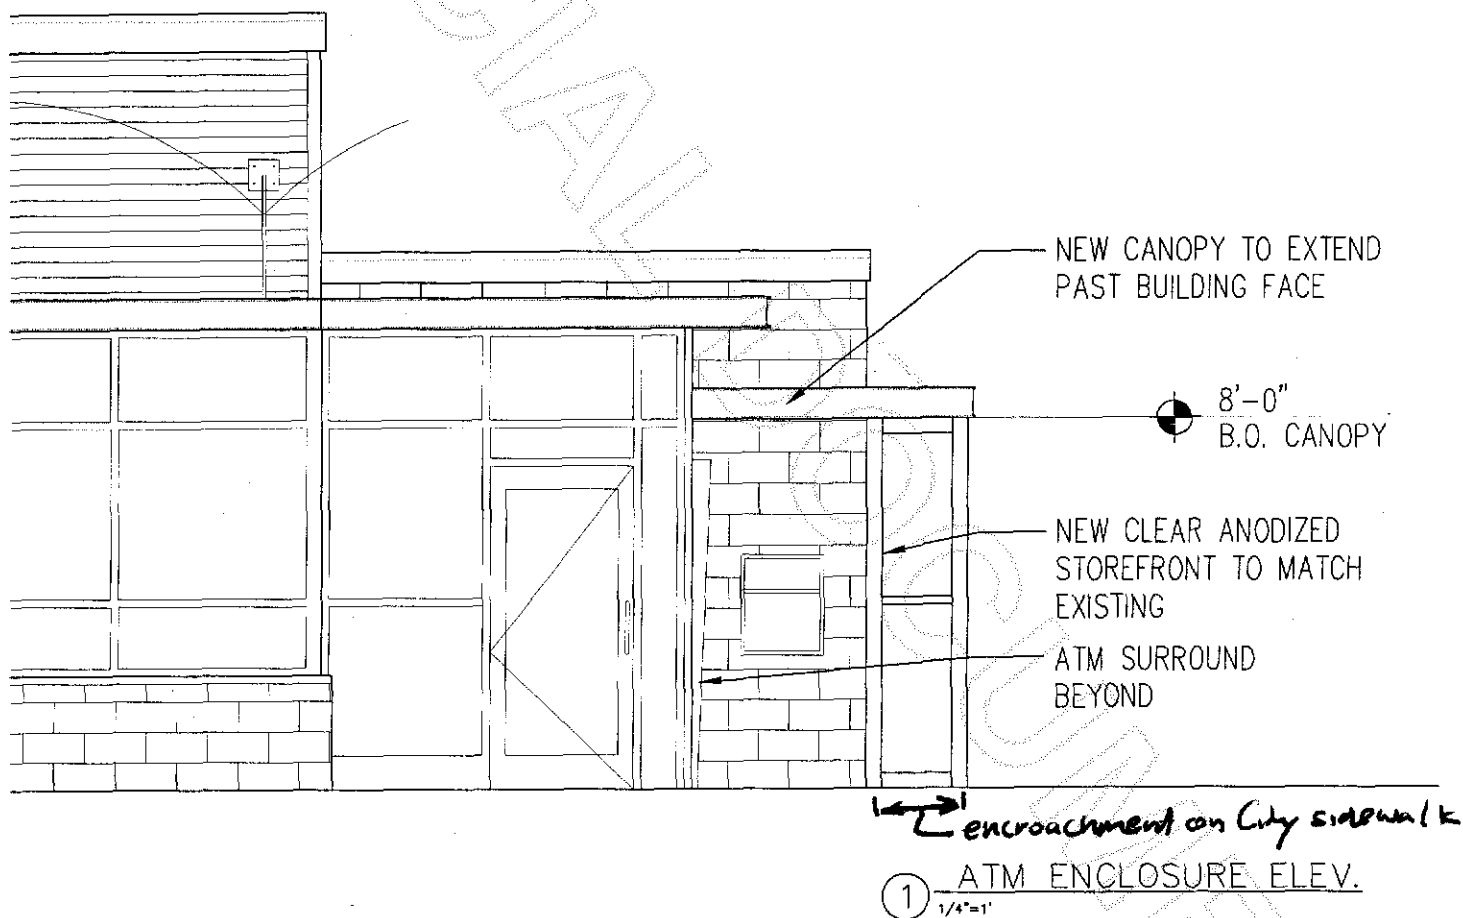 NEW CANOPY TO EXTEND
PAST BUILDING FACE
8'-0"
B.O. CANOPY
NEW CLEAR ANODIZED
STOREFRONT TO MATCH
EXISTING
ATM SURROUND
BEYOND
encroachment on City sidewalk
1 ATM ENCLOSURE ELEV.
1/4"=1'